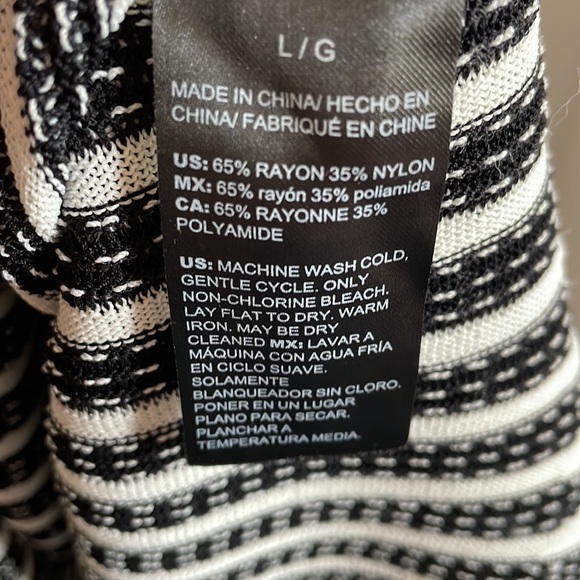 L/G
MADE IN CHINA/ HECHO EN
CHINA/ FABRIQUÉ EN CHINE
US: 65% RAYON 35% NYLON
MX: 65% rayón 35% poliamida
CA: 65% RAYONNE 35%
POLYAMIDE
US: MACHINE WASH COLD,
GENTLE CYCLE. ONLY
NON-CHLORINE BLEACH.
LAY FLAT TO DRY. WARM
IRON. MAY BE DRY
CLEANED MX: LAVAR A
MÁQUINA CON AGUA FRÍA
EN CICLO SUAVE.
SOLAMENTE
BLANQUEADOR SIN CLORO.
PONER EN UN LUGAR
PLANO PARA SECAR.
PLANCHAR A
TEMPERATURA MEDIA.